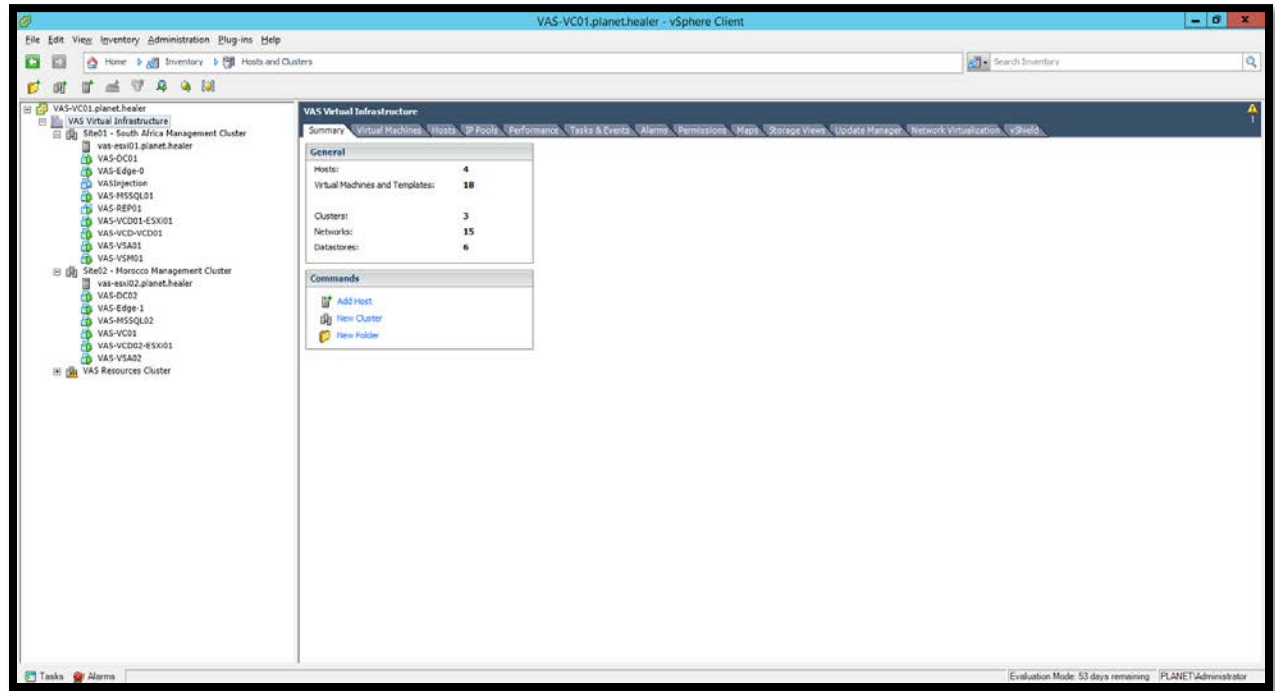 VAS-VC01.planet.healer - vSphere Client
File Edit View Inventory Administration Plug-ins Help
Home Inventory Hosts and Clusters
Search Inventory
VAS-VC01.planet.healer
VAS Virtual Infrastructure
Site01 - South Africa Management Cluster
vas-esxi01.planet.healer
VAS-DC01
VAS-Edge-0
VASInjection
VAS-MSSQL01
VAS-REP01
VAS-VCD01-ESXi01
VAS-VCD-VCD01
VAS-VSA01
VAS-VSM01
Site02 - Morocco Management Cluster
vas-esxi02.planet.healer
VAS-DC02
VAS-Edge-1
VAS-MSSQL02
VAS-VC01
VAS-VCD02-ESXi01
VAS-VSA02
VAS Resources Cluster
VAS Virtual Infrastructure
1
Summary Virtual Machines Hosts IP Pools Performance Tasks & Events Alarms Permissions Maps Storage Views Update Manager Network Virtualization vShield
General
Hosts: 4
Virtual Machines and Templates: 18
Clusters: 3
Networks: 15
Datastores: 6
Commands
Add Host
New Cluster
New Folder
Tasks Alarms
Evaluation Mode: 53 days remaining PLANET\Administrator